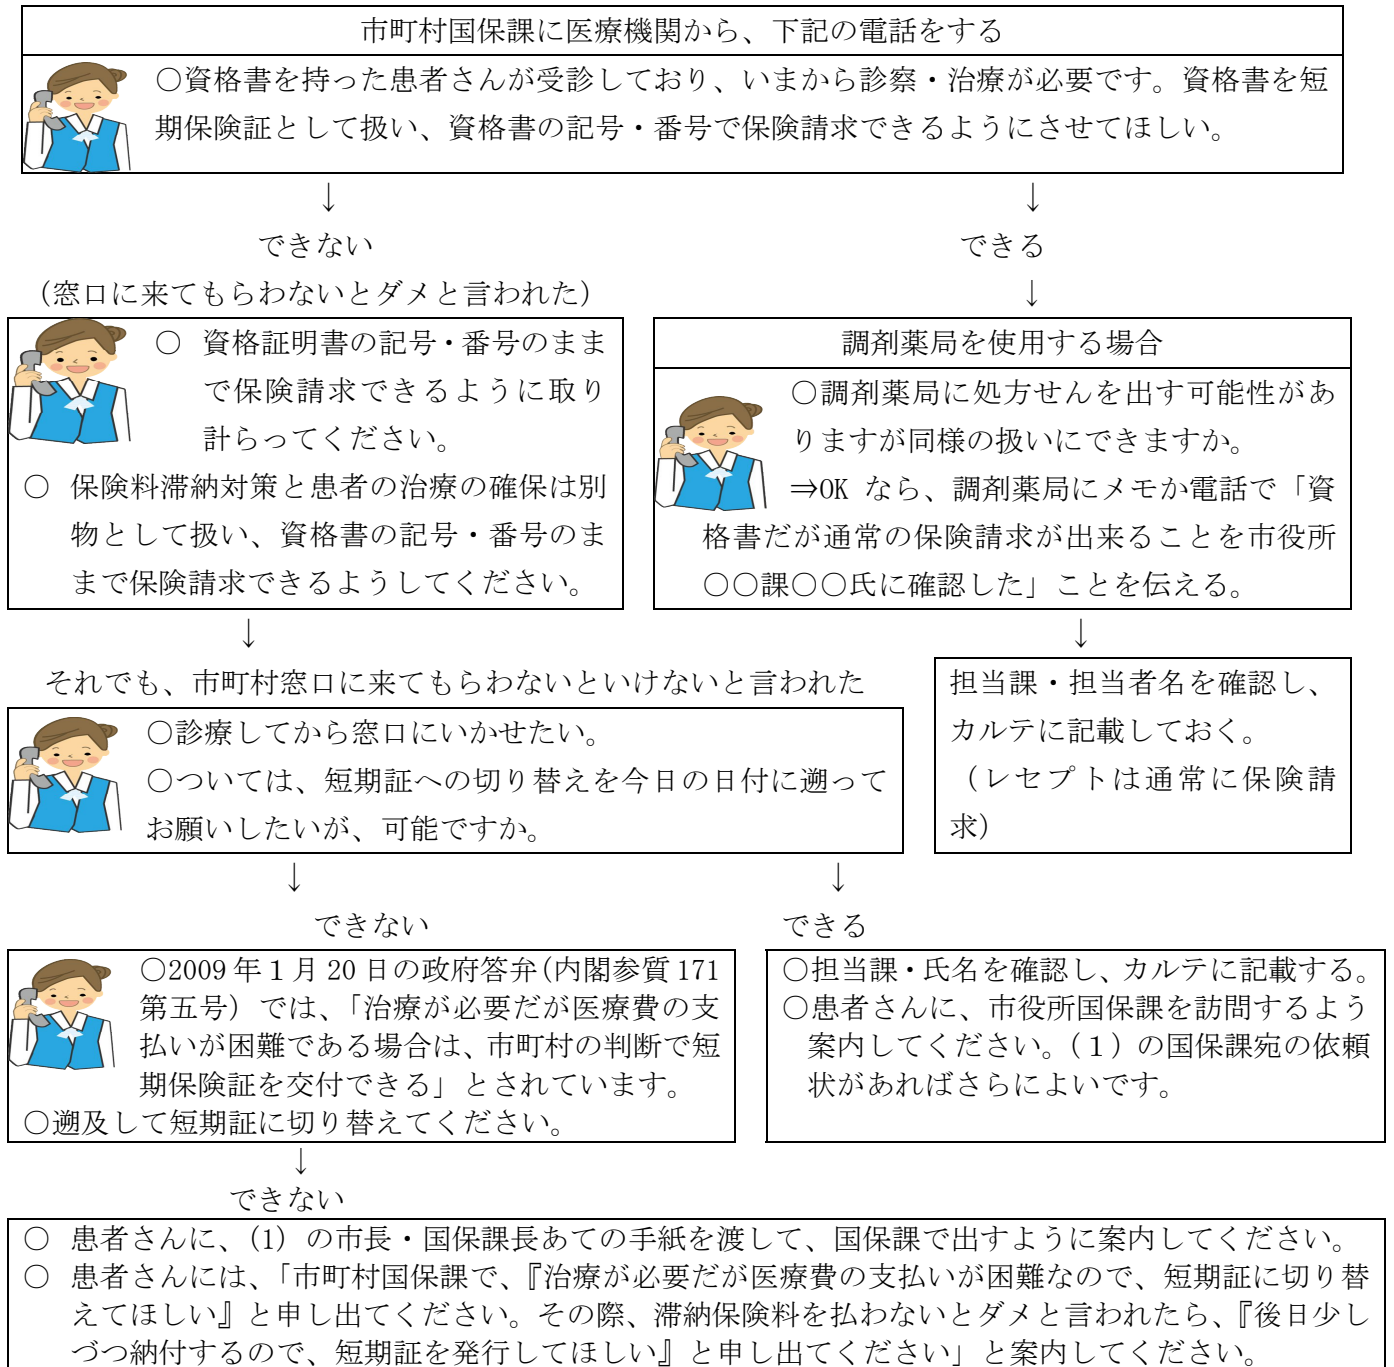 市町村国保課に医療機関から、下記の電話をする
○資格書を持った患者さんが受診しており、いまから診察・治療が必要です。資格書を短
期保険証として扱い、資格書の記号・番号で保険請求できるようにさせてほしい。
↓
↓
できない
できる
（窓口に来てもらわないとダメと言われた）
↓
○ 資格証明書の記号・番号のまま
で保険請求できるように取り
計らってください。
○ 保険料滞納対策と患者の治療の確保は別
物として扱い、資格書の記号・番号のま
まで保険請求できるようしてください。
調剤薬局を使用する場合
○調剤薬局に処方せんを出す可能性があ
りますが同様の扱いにできますか。
⇒OK なら、調剤薬局にメモか電話で「資
格書だが通常の保険請求が出来ることを市役所
○○課○○氏に確認した」ことを伝える。
↓
↓
それでも、市町村窓口に来てもらわないといけないと言われた
○診療してから窓口にいかせたい。
○ついては、短期証への切り替えを今日の日付に遡って
お願いしたいが、可能ですか。
担当課・担当者名を確認し、
カルテに記載しておく。
（レセプトは通常に保険請
求）
↓
↓
できない
できる
○2009 年１月 20 日の政府答弁（内閣参質 171
第五号）では、「治療が必要だが医療費の支
払いが困難である場合は、市町村の判断で短
期保険証を交付できる」とされています。
○遡及して短期証に切り替えてください。
○担当課・氏名を確認し、カルテに記載する。
○患者さんに、市役所国保課を訪問するよう
案内してください。（１）の国保課宛の依頼
状があればさらによいです。
↓
できない
○ 患者さんに、(1) の市長・国保課長あての手紙を渡して、国保課で出すように案内してください。
○ 患者さんには、「市町村国保課で、『治療が必要だが医療費の支払いが困難なので、短期証に切り替
えてほしい』と申し出てください。その際、滞納保険料を払わないとダメと言われたら、『後日少し
づつ納付するので、短期証を発行してほしい』と申し出てください」と案内してください。